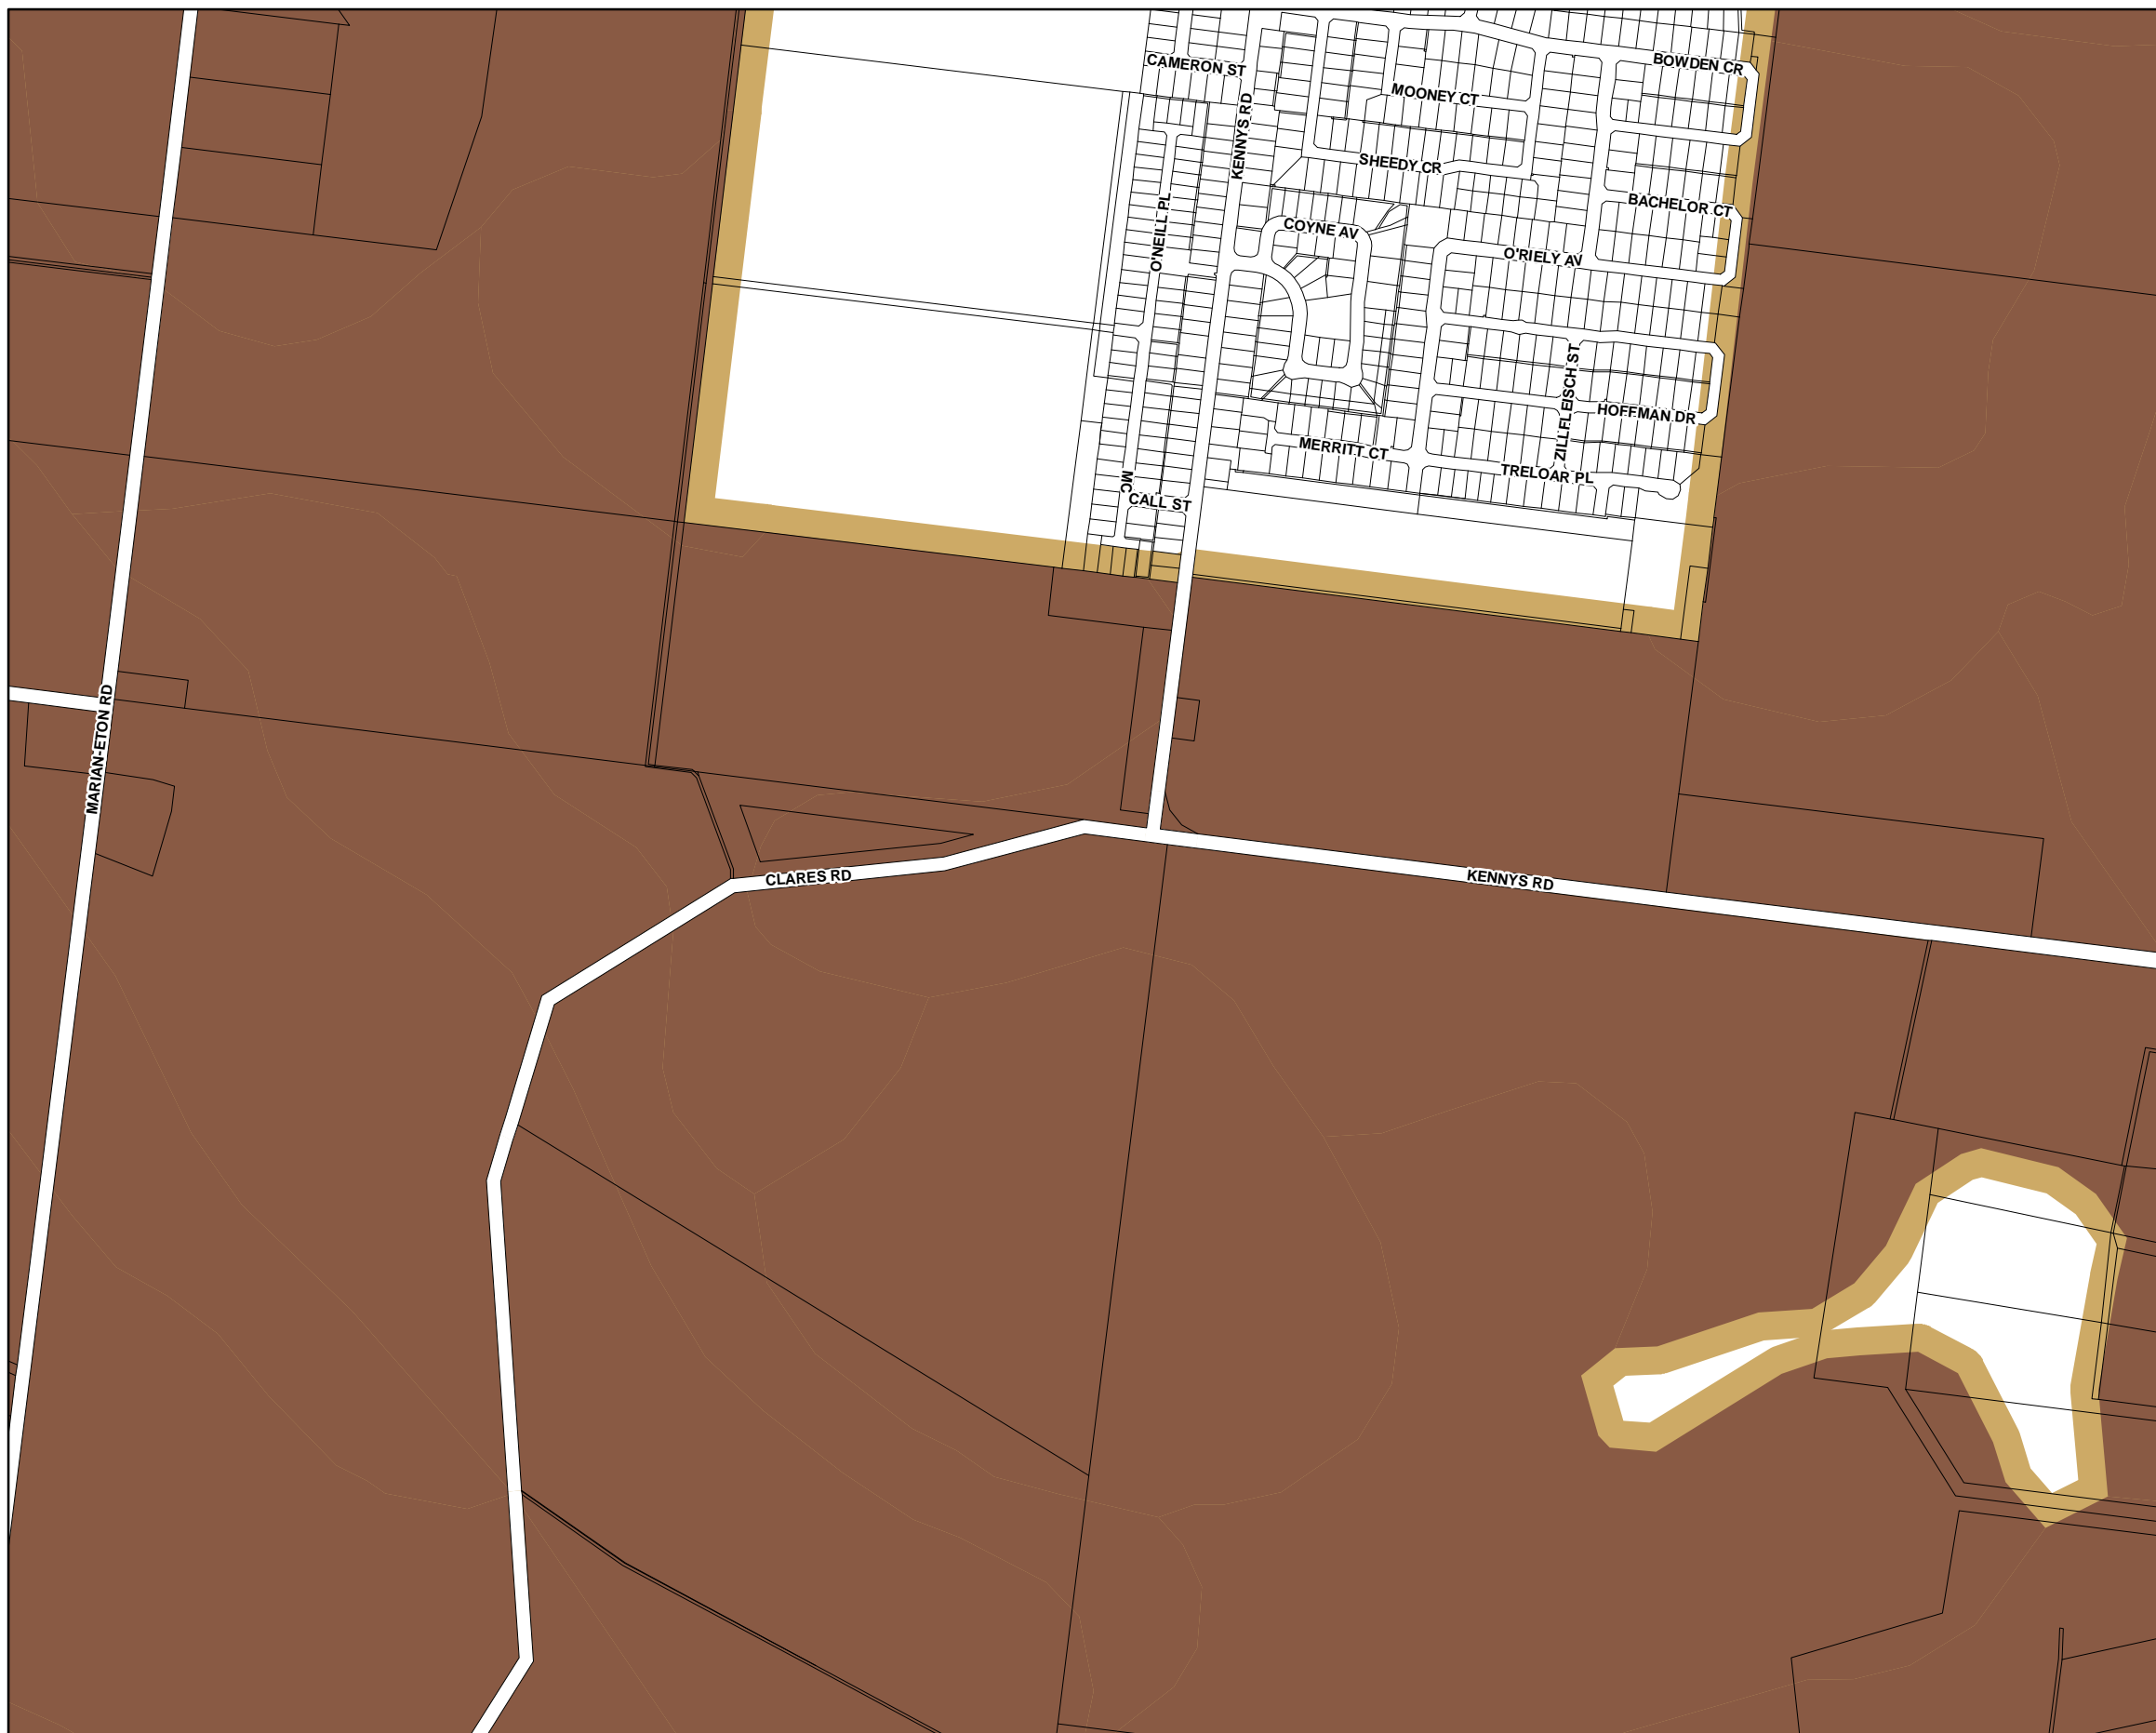 BOWDEN CR
CAMERON ST
MOONEY CT
KENNYS RD
SHEEDY CR
BACHELOR CT
O'NEILL PL
COYNE AV
O'RIELY AV
ZILLFLEISCH ST
HOFFMAN DR
MERRITT CT
TRELOAR PL
MC
CALL ST
MARIAN-ETON RD
CLARES RD
KENNYS RD